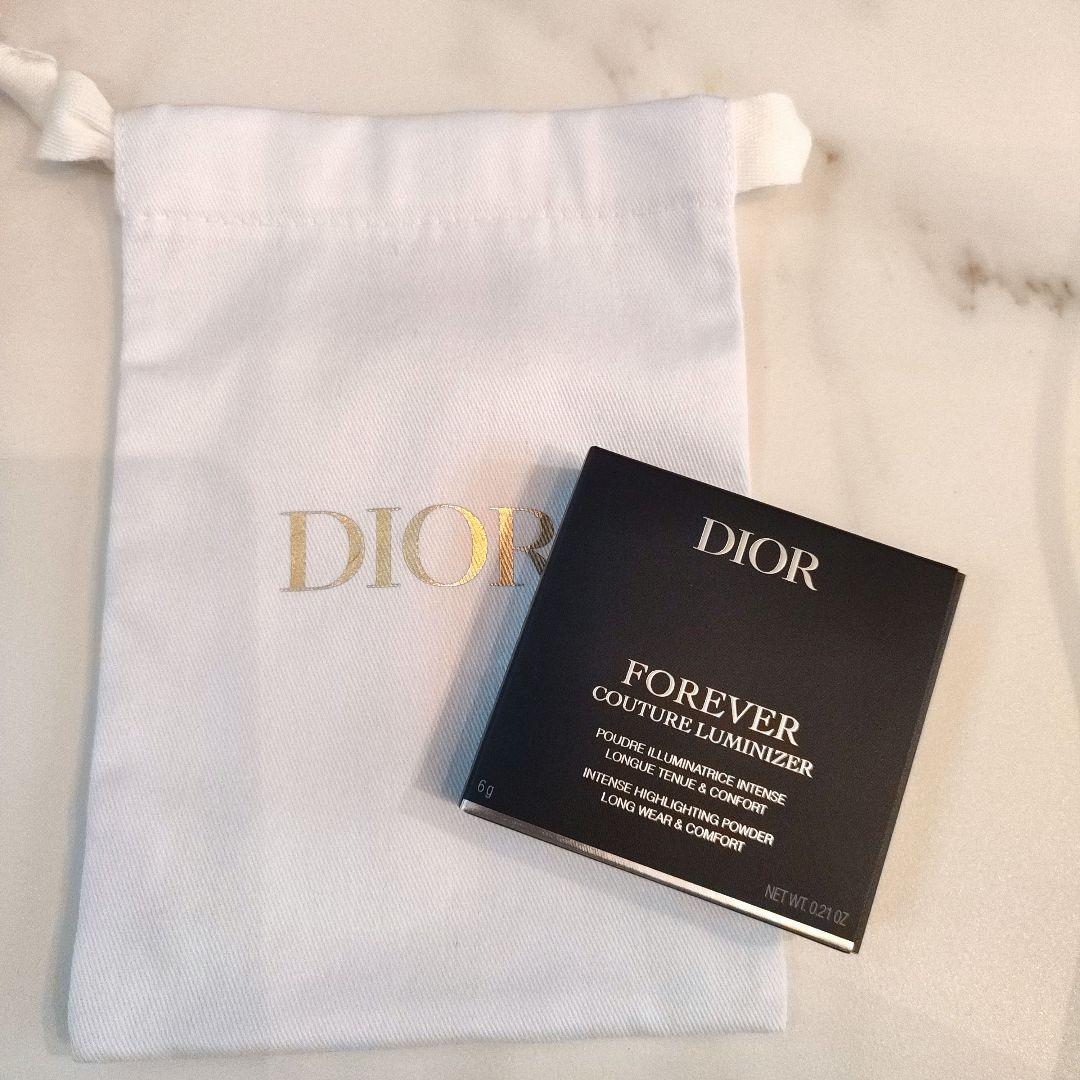 DIOR
DIOR
FOREVER
COUTURE LUMINIZER
POUDRE ILLUMINATRICE INTENSE
LONGUE TENUE & CONFORT
INTENSE HIGHLIGHTING POWDER
LONG WEAR & COMFORT
6 g
NET WT. 0.21 OZ